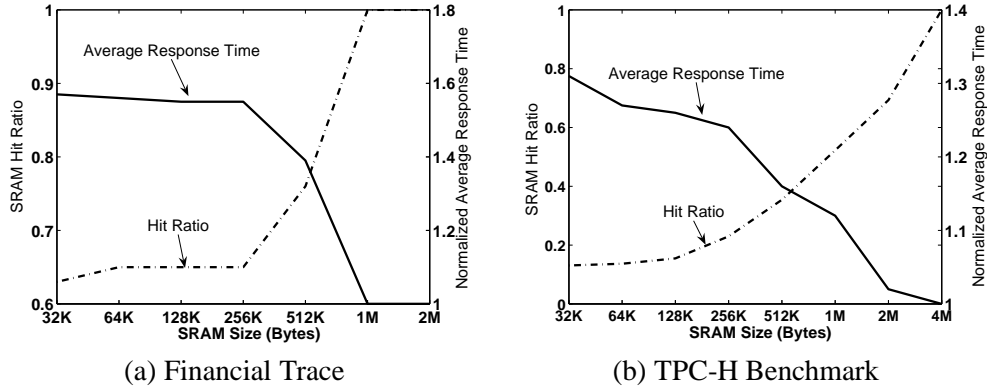 1
0.9
0.8
0.7
0.6
SRAM Hit Ratio
1.8
1.6
1.4
1.2
1
Normalized Average Response Time
Average Response Time
Hit Ratio
32K 64K 128K 256K 512K 1M 2M
SRAM Size (Bytes)
(a) Financial Trace
1
0.8
0.6
0.4
0.2
0
SRAM Hit Ratio
1.4
1.3
1.2
1.1
1
Normalized Average Response Time
Average Response Time
Hit Ratio
32K 64K 128K 256K 512K 1M 2M 4M
SRAM Size (Bytes)
(b) TPC-H Benchmark